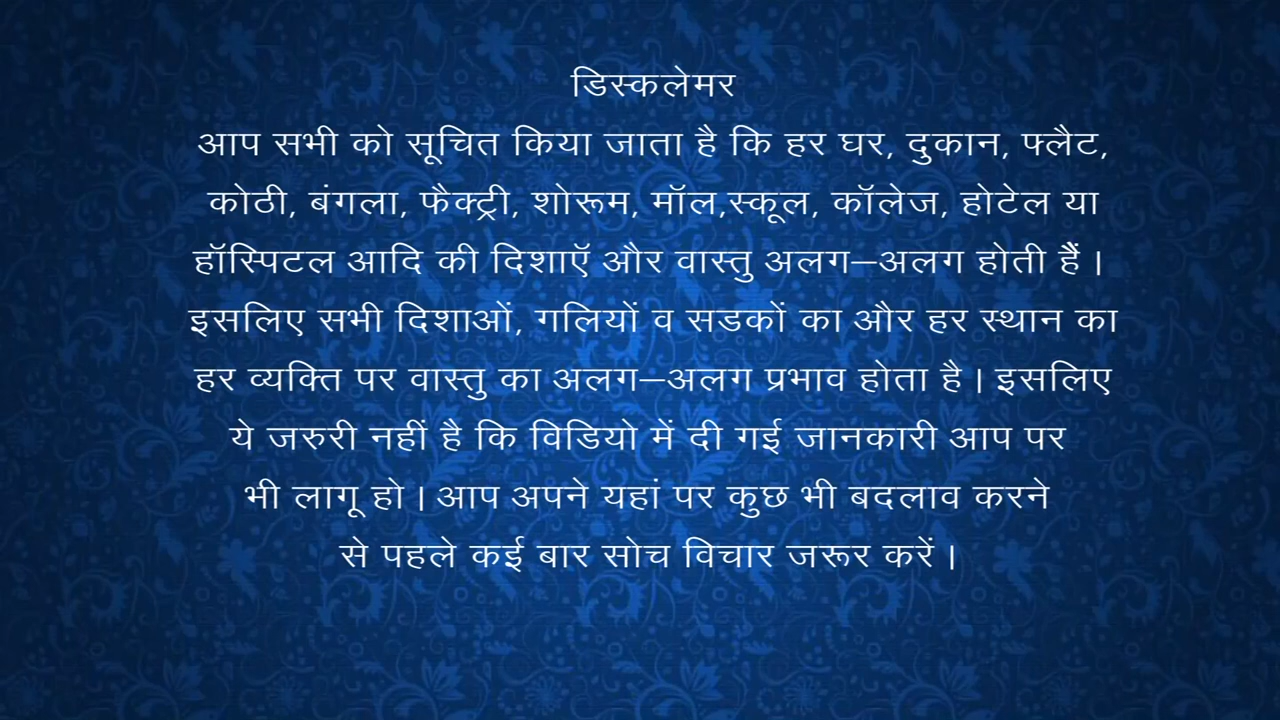 डिस्कलेमर
आप सभी को सूचित किया जाता है कि हर घर, दुकान, फ्लैट,
कोठी, बंगला, फैक्ट्री, शोरूम, मॉल,स्कूल, कॉलेज, होटेल या
हॉस्पिटल आदि की दिशाऍ और वास्तु अलग–अलग होती हैं।
इसलिए सभी दिशाओं, गलियों व सडकों का और हर स्थान का
हर व्यक्ति पर वास्तु का अलग–अलग प्रभाव होता है। इसलिए
ये जरुरी नहीं है कि विडियो में दी गई जानकारी आप पर
भी लागू हो। आप अपने यहां पर कुछ भी बदलाव करने
से पहले कई बार सोच विचार जरूर करें।